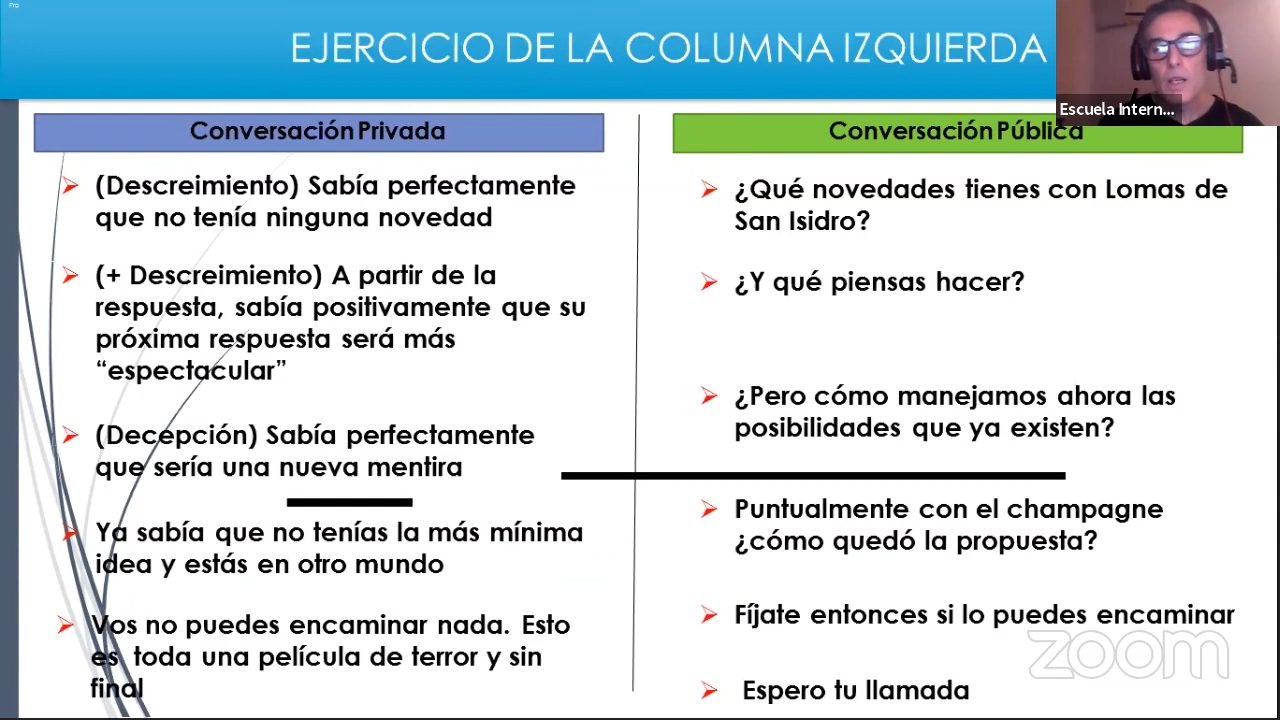 Pro
EJERCICIO DE LA COLUMNA IZQUIERDA
Escuela Intern...
Conversación Privada
(Descreimiento) Sabía perfectamente
que no tenía ninguna novedad
(+ Descreimiento) A partir de la
respuesta, sabía positivamente que su
próxima respuesta será más
“espectacular”
(Decepción) Sabía perfectamente
que sería una nueva mentira
Ya sabía que no tenías la más mínima
idea y estás en otro mundo
Vos no puedes encaminar nada. Esto
es toda una película de terror y sin
final
Conversación Pública
¿Qué novedades tienes con Lomas de
San Isidro?
¿Y qué piensas hacer?
¿Pero cómo manejamos ahora las
posibilidades que ya existen?
Puntualmente con el champagne
¿cómo quedó la propuesta?
Fíjate entonces si lo puedes encaminar
Espero tu llamada
zoom